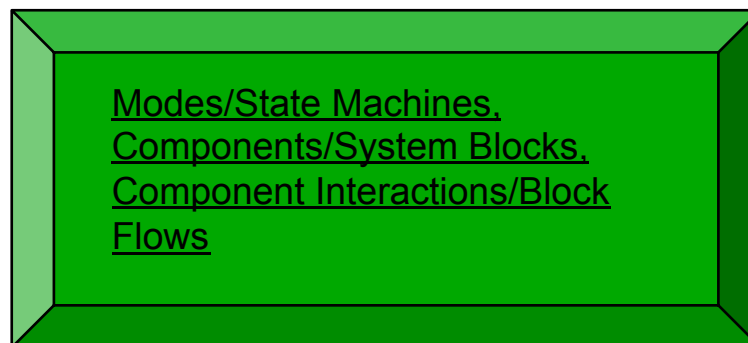 Modes/State Machines,
Components/System Blocks,
Component Interactions/Block
Flows